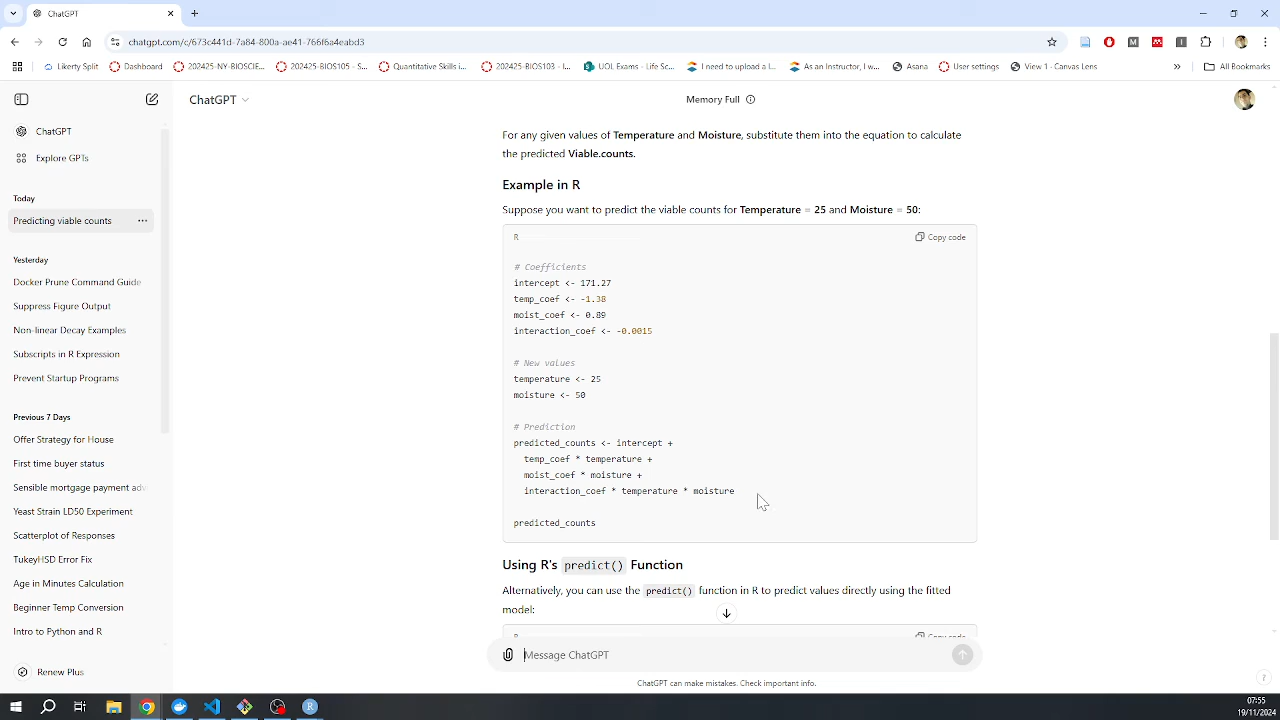 ChatGPT
chatgpt.com/c/673c441d-7a84-800a-ae41-766f6a4eabd3
Likerty Split
Dashboard
202425-NY-BIOSCIE...
202425-BIOS105 - S...
Quantitative Skills i...
202425-BIOS103 - I...
UOL Exams - Life Sc...
I need to upload a l...
As an Instructor, I w...
Asana
User settings
View 1 - Canvas Lens
»
All Bookmarks
ChatGPT
Memory Full
ChatGPT
Explore GPTs
Today
Predicting viable counts
Yesterday
Docker Prune Command Guide
Suppress Figure Output
Non-linear Decay Examples
Subscripts in R Expression
Prevent Startup Programs
Previous 7 Days
Offer Strategy for House
First time buyer status
Sensible mortgage payment adv
Yeast Strain LD50 Experiment
Scatterplot of Responses
TukeyHSD Error Fix
Age in Minutes Calculation
Beginner Temp Conversion
Intro to Python and R
Renew Plus
For any given values of Temperature and Moisture, substitute them into the equation to calculate
the predicted Viable.counts.
Example in R
Suppose you want to predict the viable counts for Temperature = 25 and Moisture = 50:
R
Copy code
# Coefficients
intercept <- 171.27
temp_coef <- -1.38
moist_coef <- 0.89
interaction_coef <- -0.0015
# New values
temperature <- 25
moisture <- 50
# Prediction
predicted_counts <- intercept +
temp_coef * temperature +
moist_coef * moisture +
interaction_coef * temperature * moisture
predicted_counts
Using R's predict() Function
Alternatively, you can use the predict() function in R to predict values directly using the fitted
model:
R
Copy code
Message ChatGPT
ChatGPT can make mistakes. Check important info.
?
07:55
19/11/2024